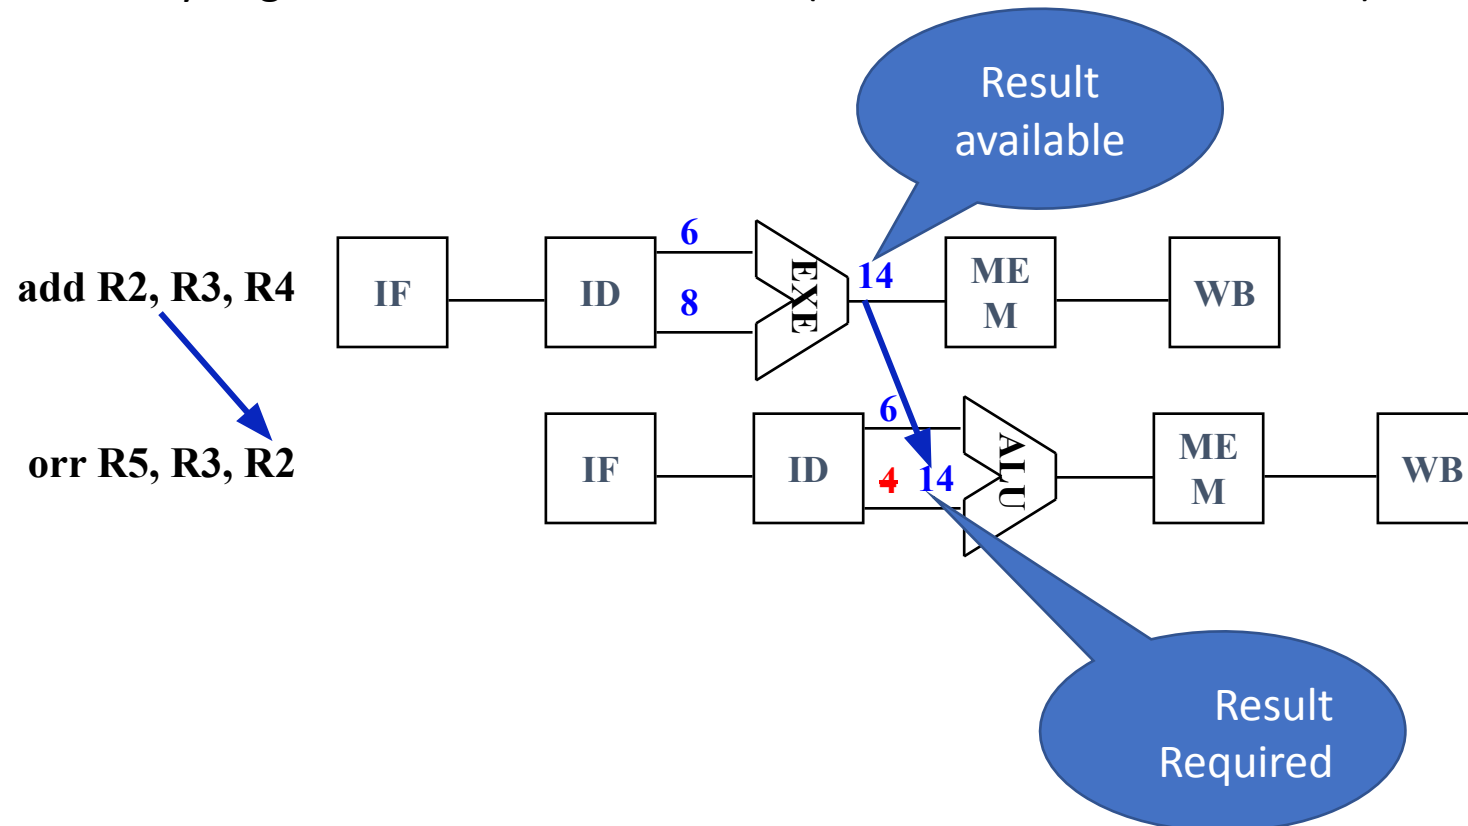 Result
available
6
add R2, R3, R4
IF
ID
8
EXE
14
ME
M
WB
6
orr R5, R3, R2
IF
ID
4 14
ALU
ME
M
WB
Result
Required